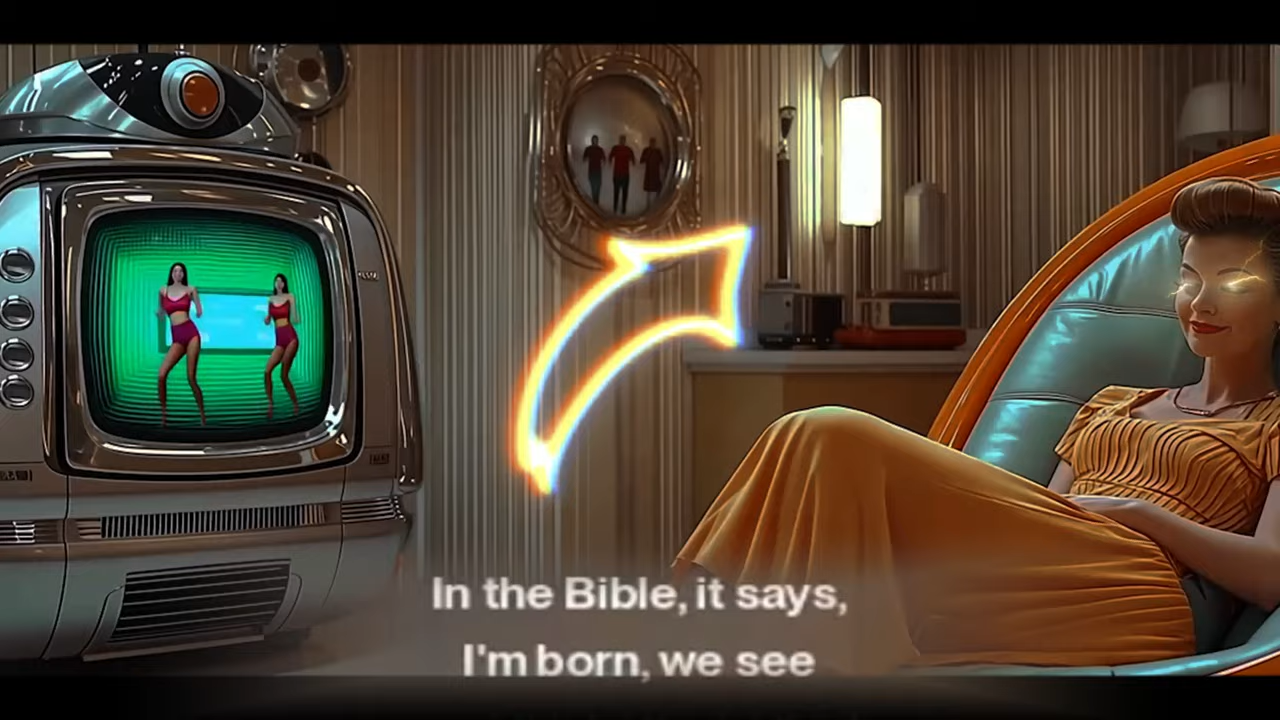 In the Bible, it says,
I'm born, we see